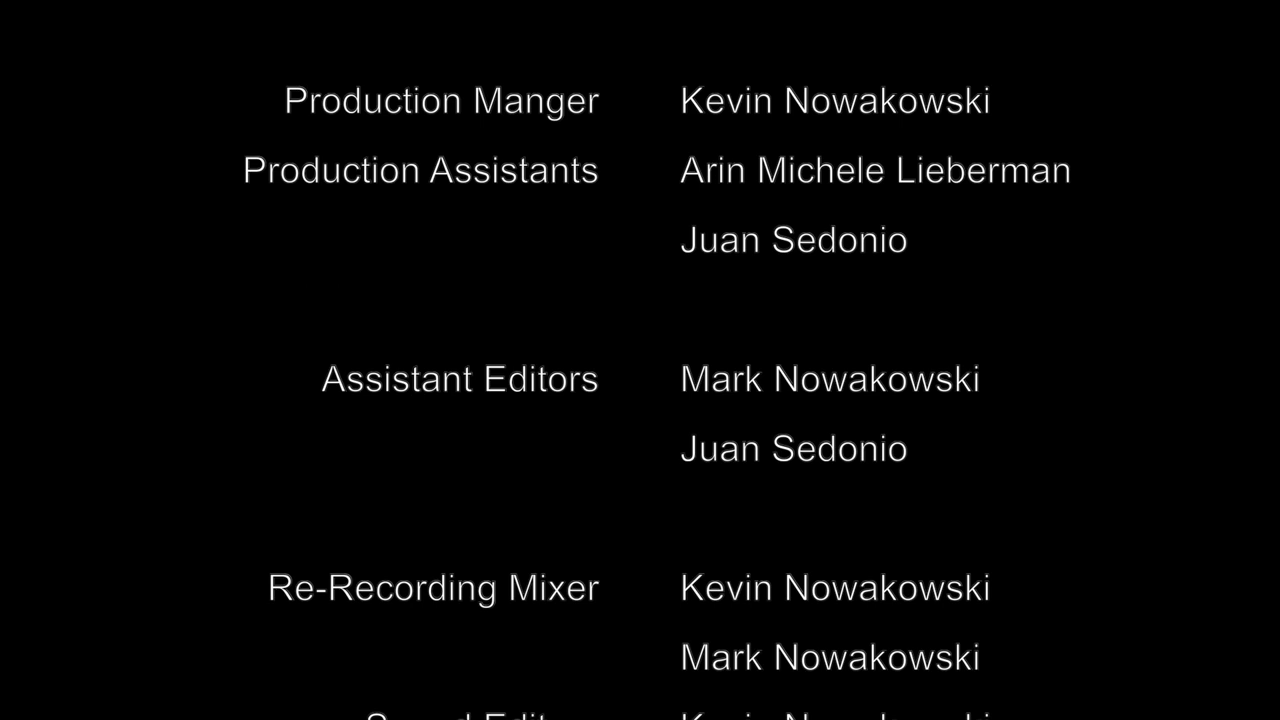 Production Manger Kevin Nowakowski
Production Assistants Arin Michele Lieberman
Juan Sedonio
Assistant Editors Mark Nowakowski
Juan Sedonio
Re-Recording Mixer Kevin Nowakowski
Mark Nowakowski